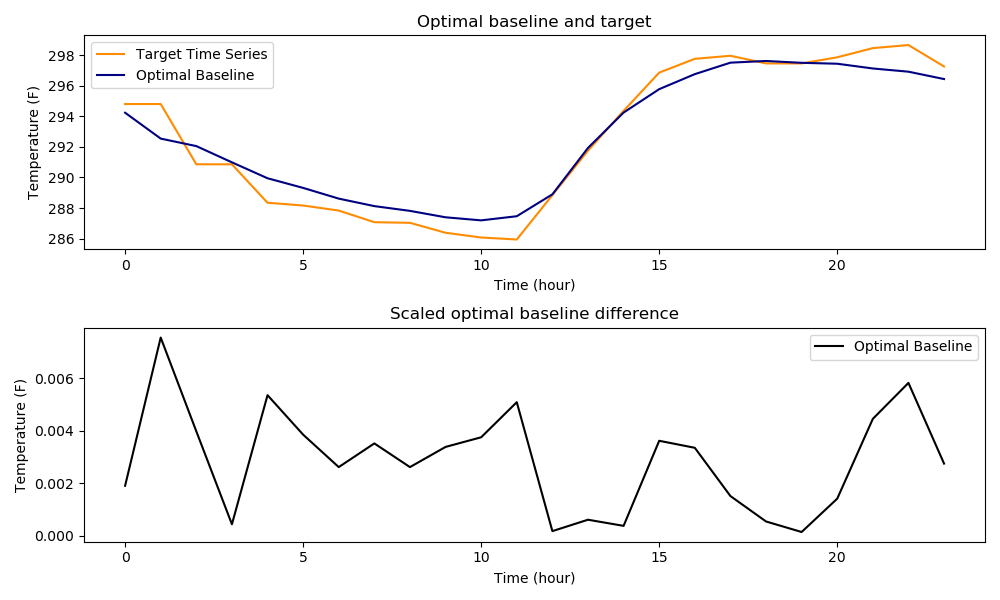 Optimal baseline and target
Temperature (F)
298
296
294
292
290
288
286
Target Time Series
Optimal Baseline
0 5 10 15 20
Time (hour)
Scaled optimal baseline difference
Temperature (F)
0.006
0.004
0.002
0.000
Optimal Baseline
0 5 10 15 20
Time (hour)